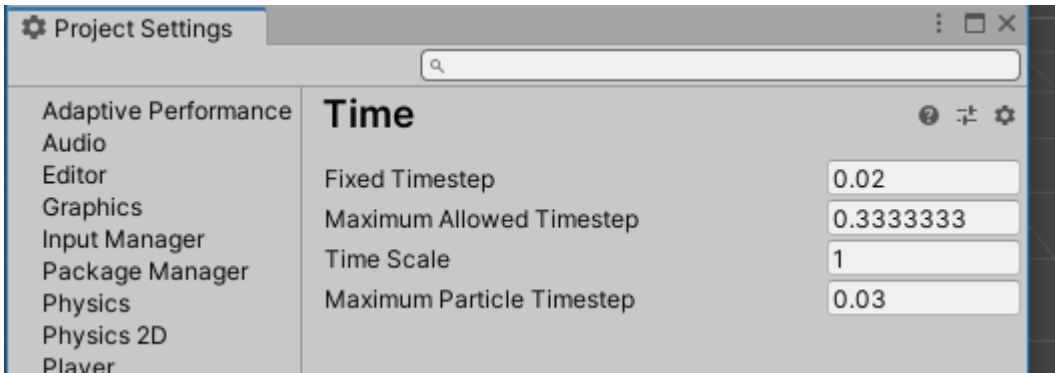 Project Settings
Adaptive Performance
Audio
Editor
Graphics
Input Manager
Package Manager
Physics
Physics 2D
Player
Time
Fixed Timestep 0.02
Maximum Allowed Timestep 0.3333333
Time Scale 1
Maximum Particle Timestep 0.03